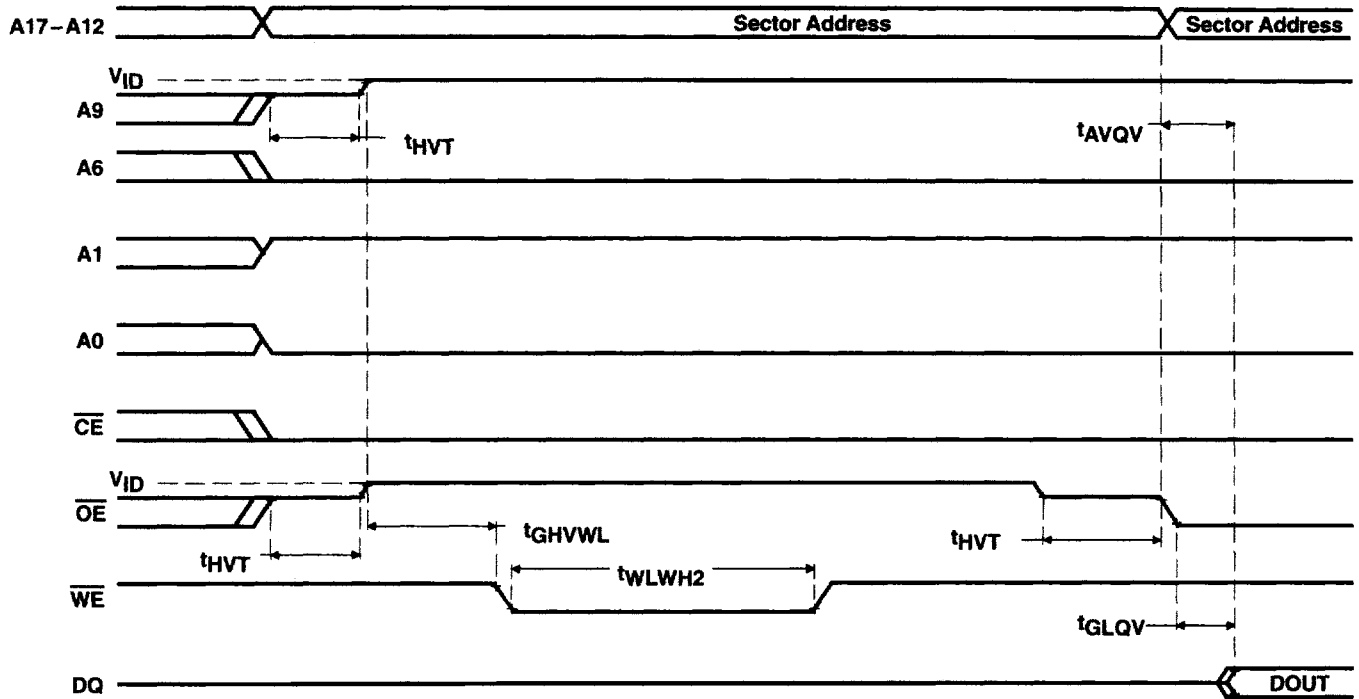 A17–A12
Sector Address
Sector Address
VID
A9
tHVT
tAVQV
A6
A1
A0
CE
VID
OE
tHVT
tGHVWL
tHVT
WE
tWLWH2
tGLQV
DQ
DOUT